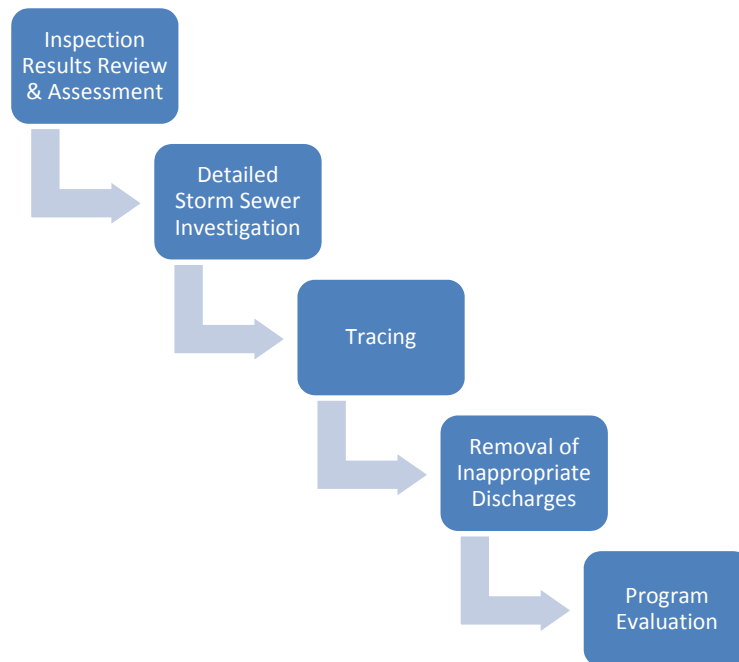 Inspection
Results Review
& Assessment
Detailed
Storm Sewer
Investigation
Tracing
Removal of
Inappropriate
Discharges
Program
Evaluation